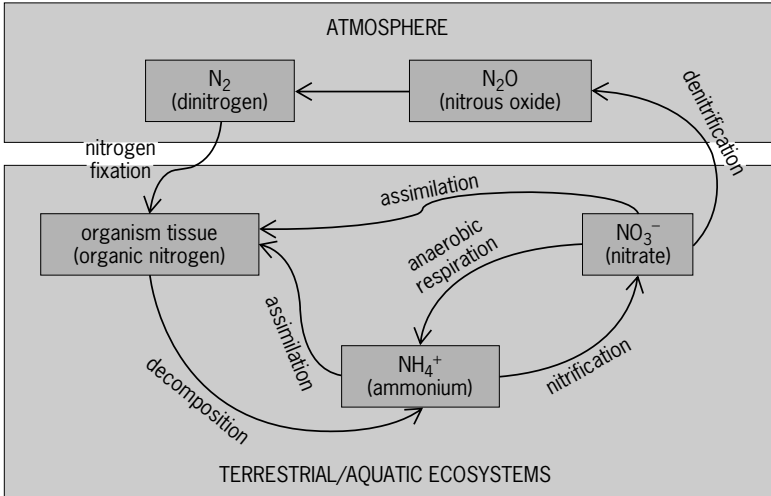 ATMOSPHERE
N₂
(dinitrogen)
N₂O
(nitrous oxide)
denitrification
nitrogen
fixation
assimilation
organism tissue
(organic nitrogen)
NO₃⁻
(nitrate)
anaerobic
respiration
assimilation
NH₄⁺
(ammonium)
nitrification
decomposition
TERRESTRIAL/AQUATIC ECOSYSTEMS